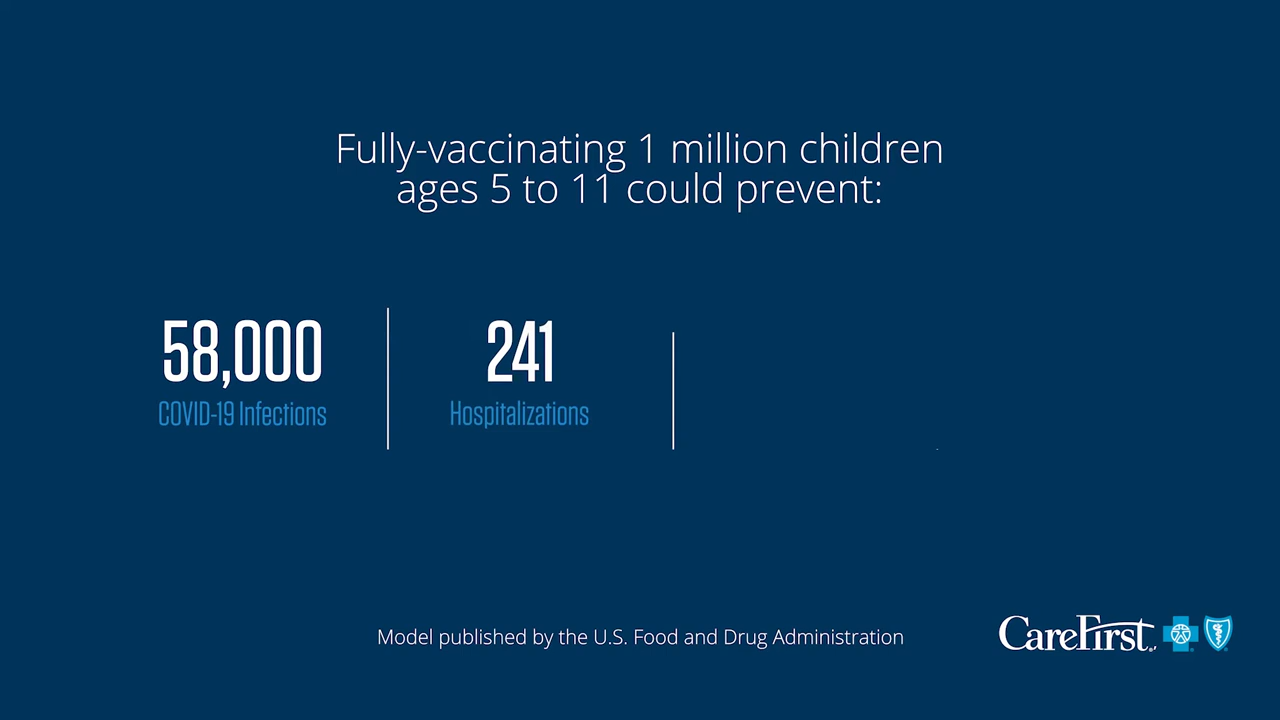 Fully-vaccinating 1 million children
ages 5 to 11 could prevent:
58,000
COVID-19 Infections
241
Hospitalizations
Model published by the U.S. Food and Drug Administration
CareFirst